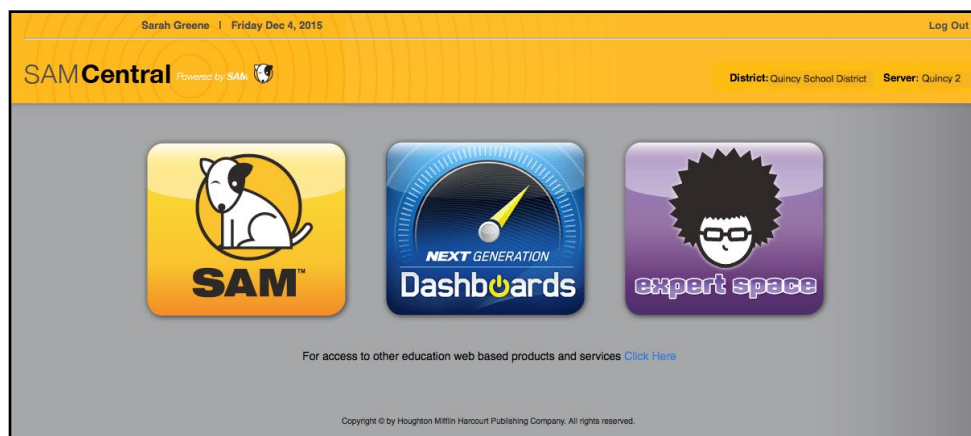 Sarah Greene | Friday Dec 4, 2015
Log Out
SAM Central Powered by SAM
District: Quincy School District Server: Quincy 2
SAM™
NEXT GENERATION
Dashboards
expert space
For access to other education web based products and services Click Here
Copyright © by Houghton Mifflin Harcourt Publishing Company. All rights reserved.